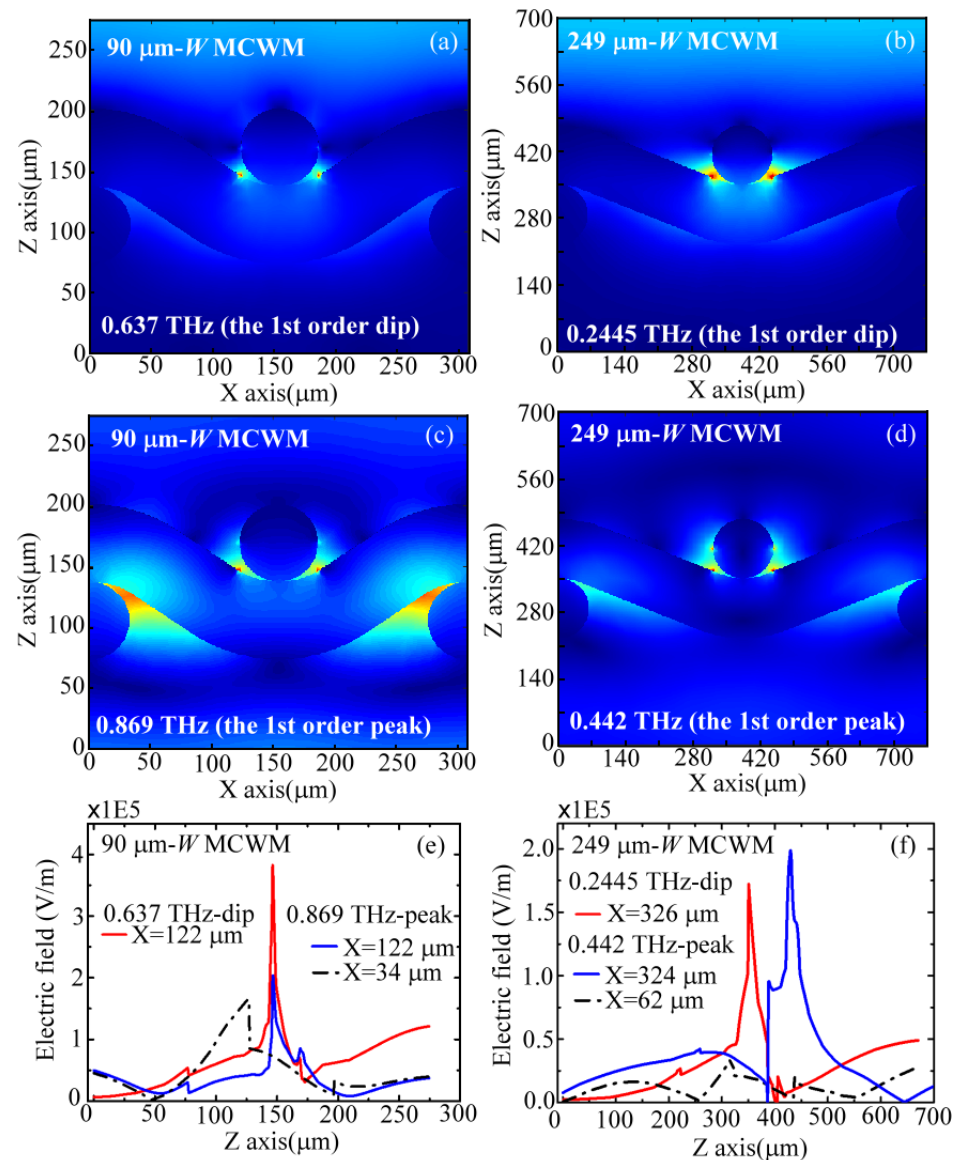 90 μm-W MCWM
(a)
0.637 THz (the 1st order dip)
Z axis(μm)
0 50 100 150 200 250
X axis(μm)
0 50 100 150 200 250 300
249 μm-W MCWM
(b)
0.2445 THz (the 1st order dip)
Z axis(μm)
0 140 280 420 560 700
X axis(μm)
0 140 280 420 560 700
90 μm-W MCWM
(c)
0.869 THz (the 1st order peak)
Z axis(μm)
0 50 100 150 200 250
X axis(μm)
0 50 100 150 200 250 300
249 μm-W MCWM
(d)
0.442 THz (the 1st order peak)
Z axis(μm)
0 140 280 420 560 700
X axis(μm)
0 140 280 420 560 700
x1E5
90 μm-W MCWM
(e)
0.637 THz-dip
X=122 μm
0.869 THz-peak
X=122 μm
X=34 μm
Electric field (V/m)
0 1 2 3 4
Z axis(μm)
0 50 100 150 200 250 300
x1E5
249 μm-W MCWM
(f)
0.2445 THz-dip
X=326 μm
0.442 THz-peak
X=324 μm
X=62 μm
Electric field (V/m)
0.0 0.5 1.0 1.5 2.0
Z axis(μm)
0 100 200 300 400 500 600 700